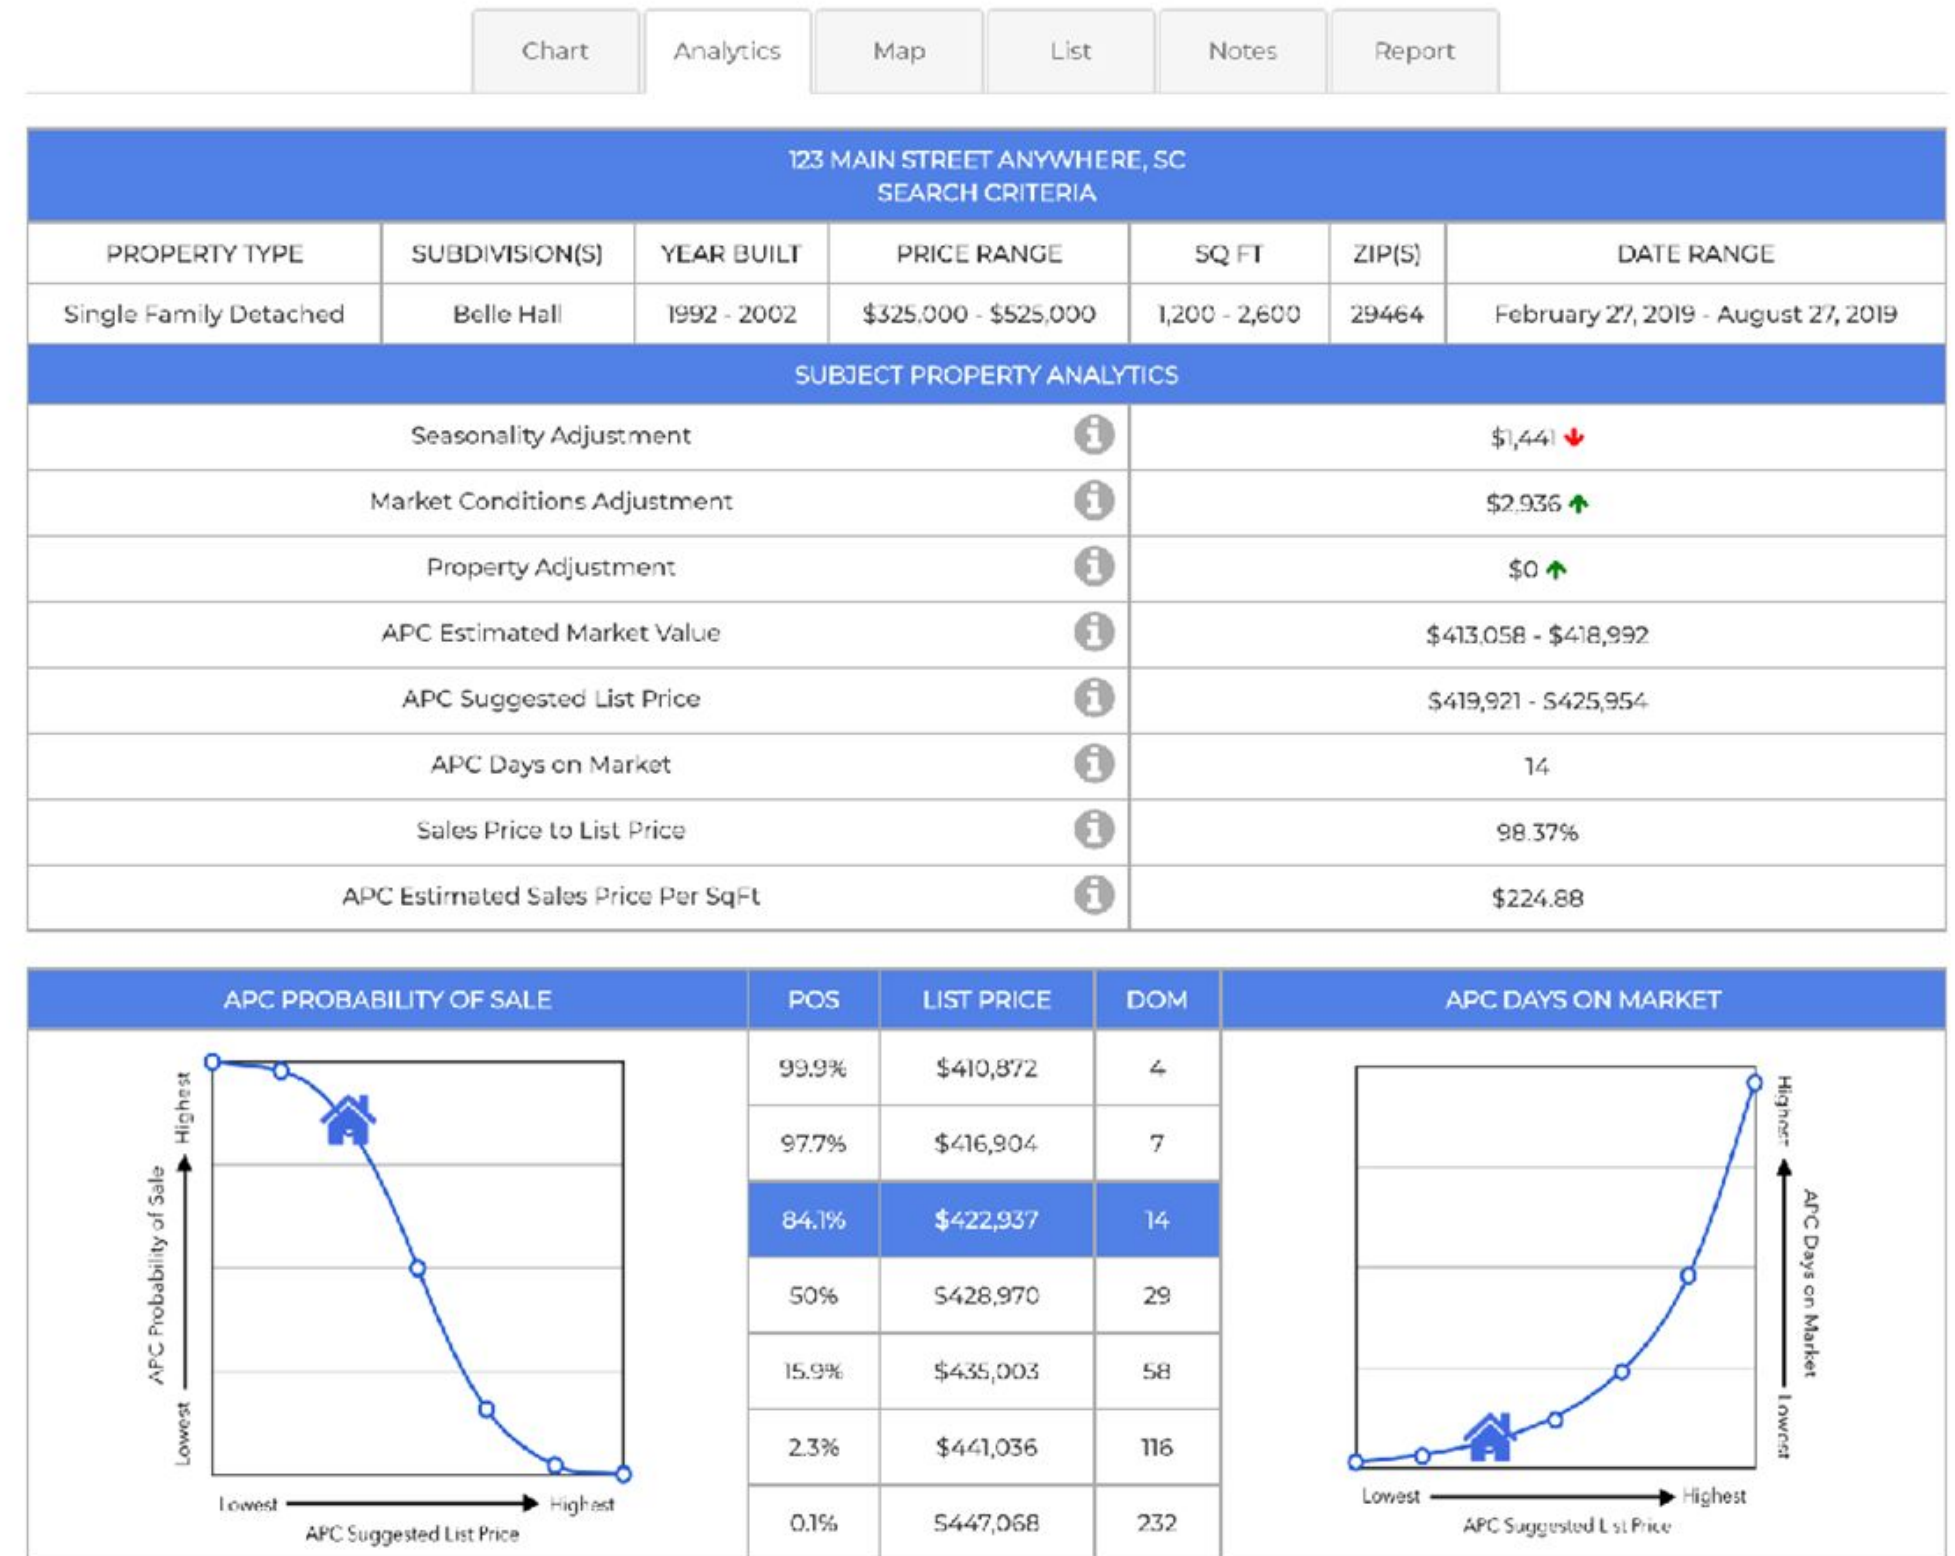 Chart Analytics Map List Notes Report
123 MAIN STREET ANYWHERE, SC
SEARCH CRITERIA
PROPERTY TYPE SUBDIVISION(S) YEAR BUILT PRICE RANGE SQ FT ZIP(S) DATE RANGE
Single Family Detached Belle Hall 1992 - 2002 $325,000 - $525,000 1,200 - 2,600 29464 February 27, 2019 - August 27, 2019
SUBJECT PROPERTY ANALYTICS
Seasonality Adjustment $1,441
Market Conditions Adjustment $2,936
Property Adjustment $0
APC Estimated Market Value $413,058 - $418,992
APC Suggested List Price $419,921 - $425,954
APC Days on Market 14
Sales Price to List Price 98.37%
APC Estimated Sales Price Per SqFt $224.88
APC PROBABILITY OF SALE POS LIST PRICE DOM APC DAYS ON MARKET
99.9% $410,872 4
97.7% $416,904 7
84.1% $422,937 14
50% $428,970 29
15.9% $435,003 58
2.3% $441,036 116
0.1% $447,068 232
APC Probability of Sale
Lowest Highest
Lowest Highest
APC Suggested List Price
Highest Lowest
APC Days on Market
Lowest Highest
APC Suggested List Price